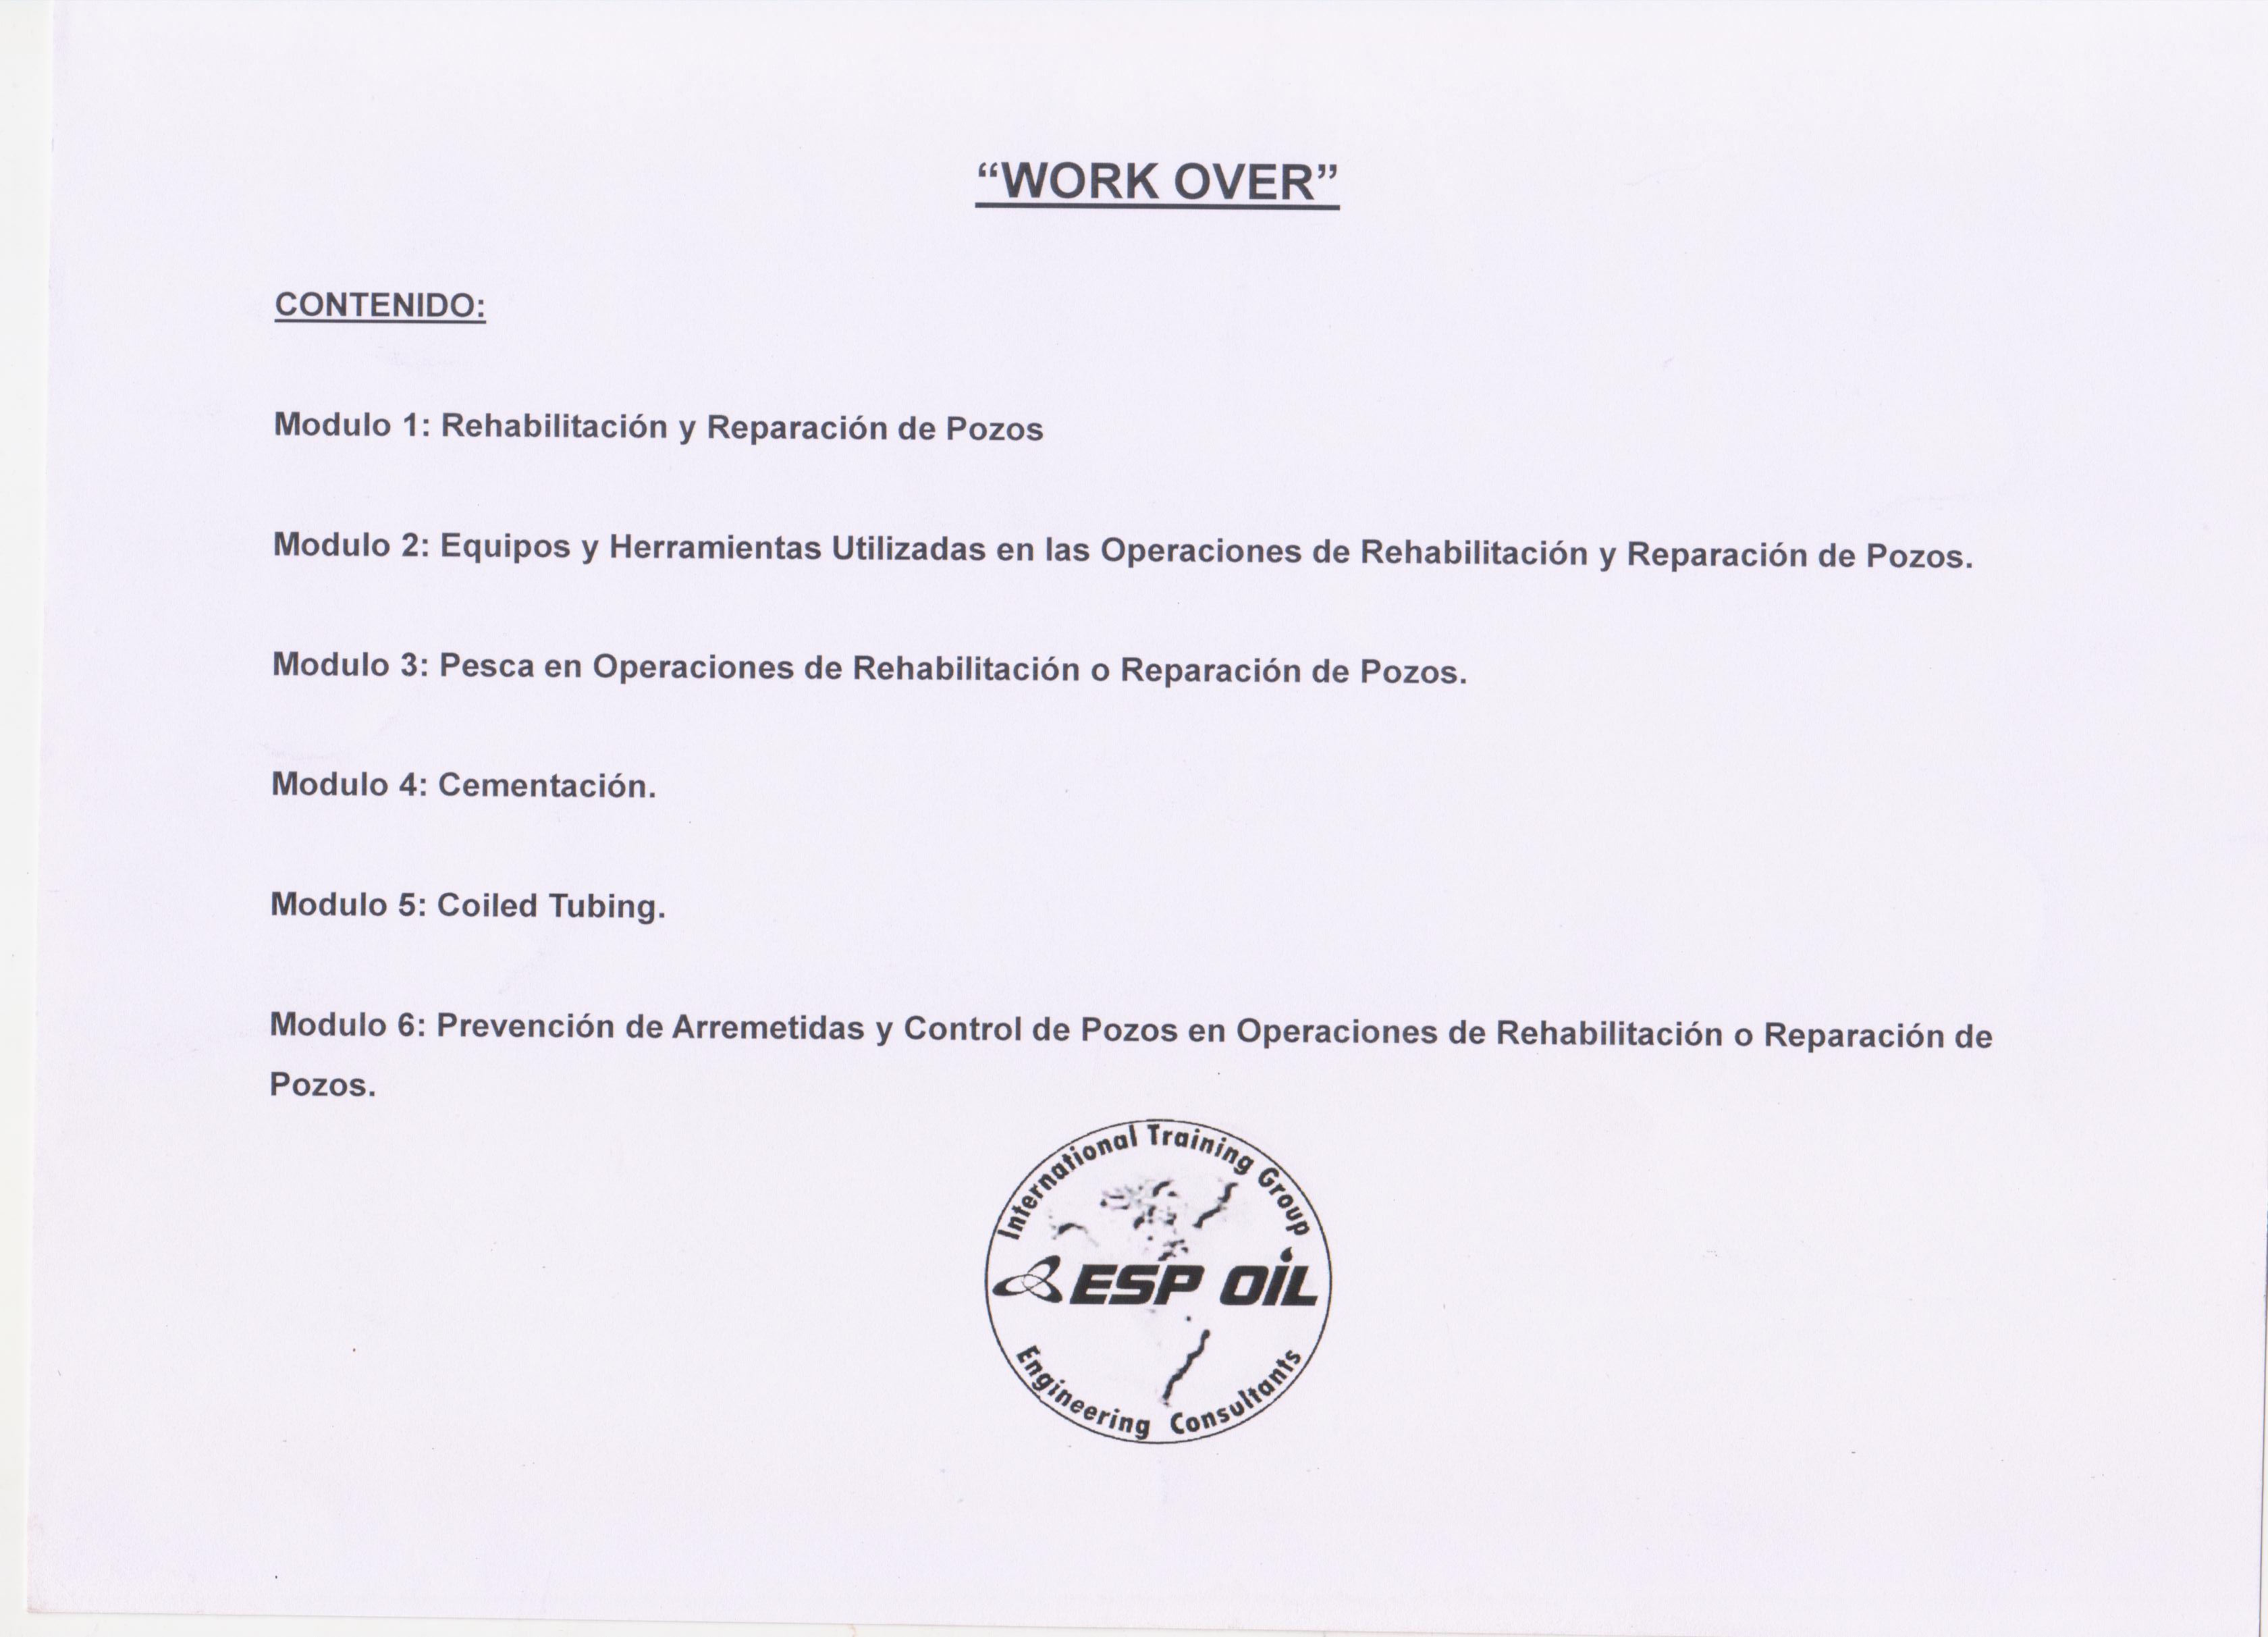 “WORK OVER”
CONTENIDO:
Modulo 1: Rehabilitación y Reparación de Pozos
Modulo 2: Equipos y Herramientas Utilizadas en las Operaciones de Rehabilitación y Reparación de Pozos.
Modulo 3: Pesca en Operaciones de Rehabilitación o Reparación de Pozos.
Modulo 4: Cementación.
Modulo 5: Coiled Tubing.
Modulo 6: Prevención de Arremetidas y Control de Pozos en Operaciones de Rehabilitación o Reparación de
Pozos.
International Training Group
ESP OIL
Engineering Consultants